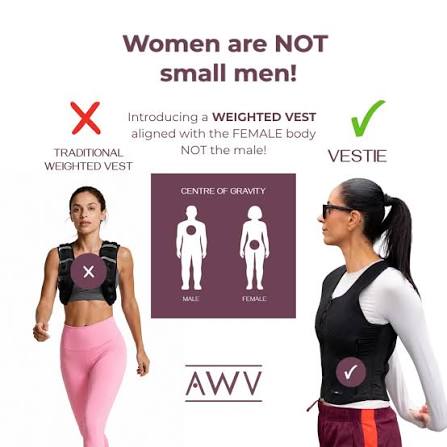 Women are NOT
small men!
Introducing a WEIGHTED VEST
aligned with the FEMALE body
NOT the male!
TRADITIONAL
WEIGHTED VEST
VESTIE
CENTRE OF GRAVITY
MALE
FEMALE
AWV